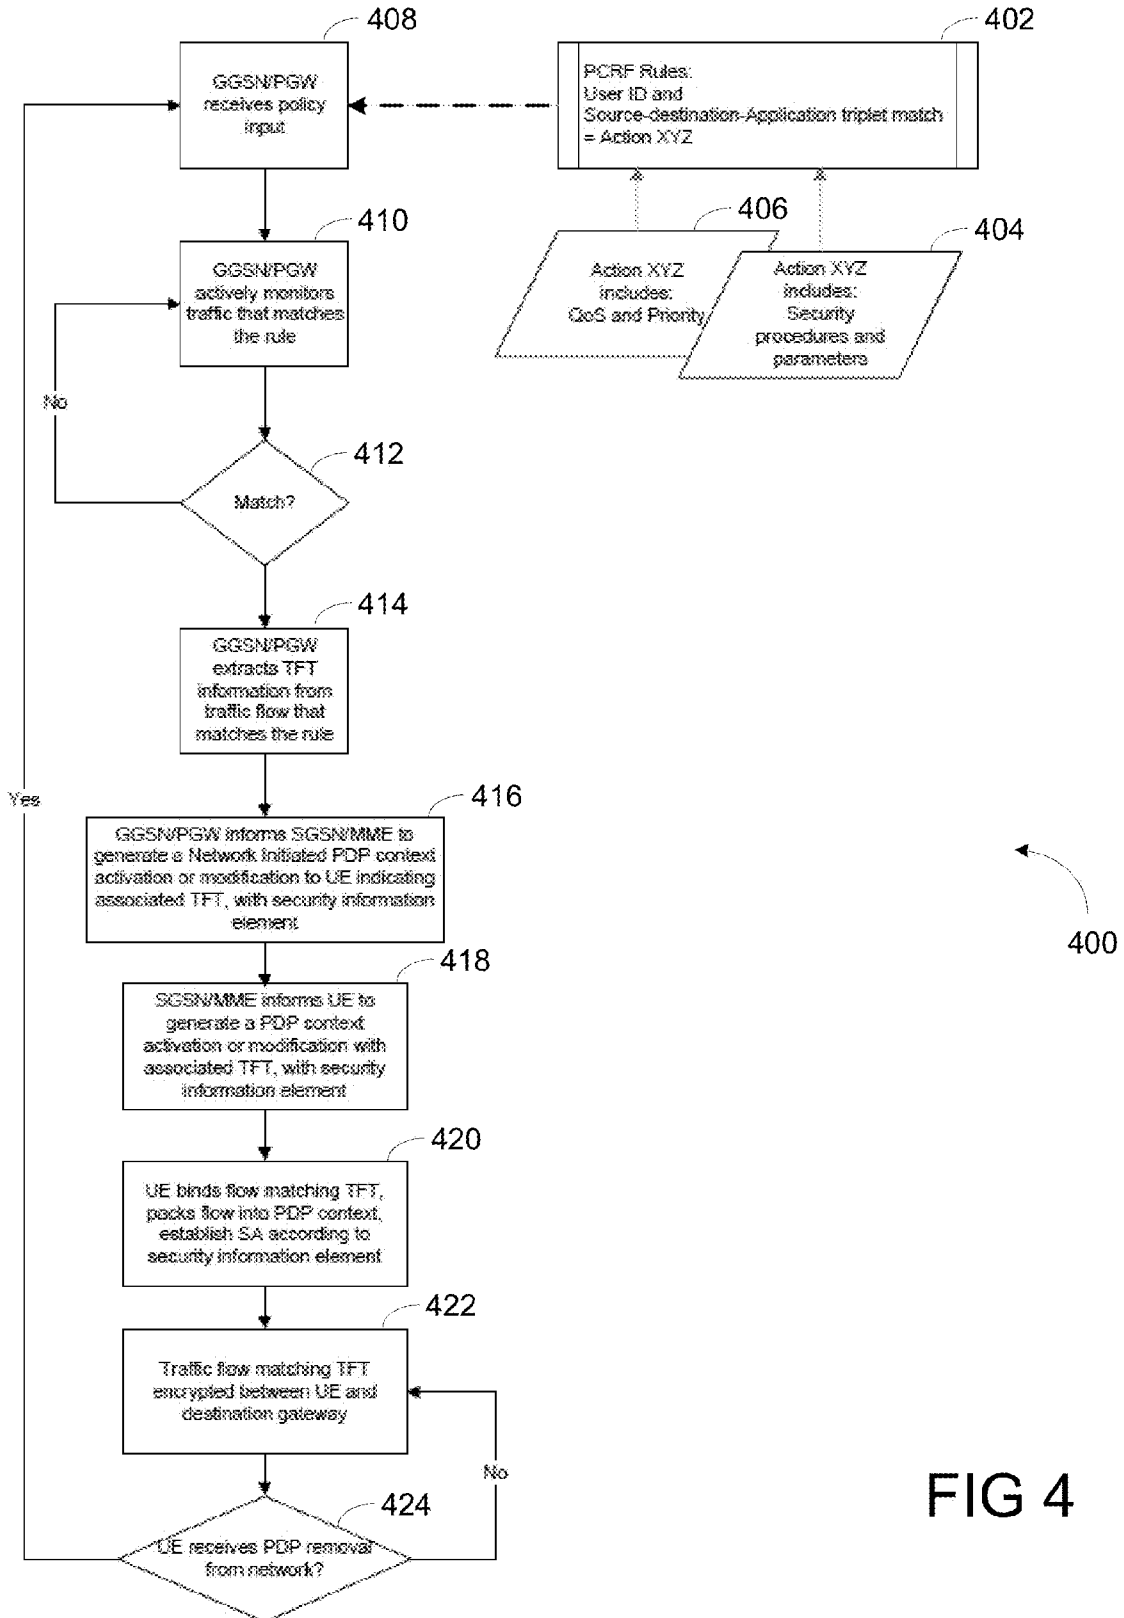 408
GGSN/PGW
receives policy
input
402
PCRF Rules:
User ID and
Source-destination-Application triplet match
= Action XYZ
410
GGSN/PGW
actively monitors
traffic that matches
the rule
406
Action XYZ
includes:
QoS and Priority
404
Action XYZ
includes:
Security
procedures and
parameters
No
412
Match?
414
GGSN/PGW
extracts TFT
information from
traffic flow that
matches the rule
Yes
416
GGSN/PGW informs SGSN/MME to
generate a Network Initiated PDP context
activation or modification to UE indicating
associated TFT, with security information
element
400
418
SGSN/MME informs UE to
generate a PDP context
activation or modification with
associated TFT, with security
information element
420
UE binds flow matching TFT,
packs flow into PDP context,
establish SA according to
security information element
422
Traffic flow matching TFT
encrypted between UE and
destination gateway
No
424
UE receives PDP removal
from network?
FIG 4